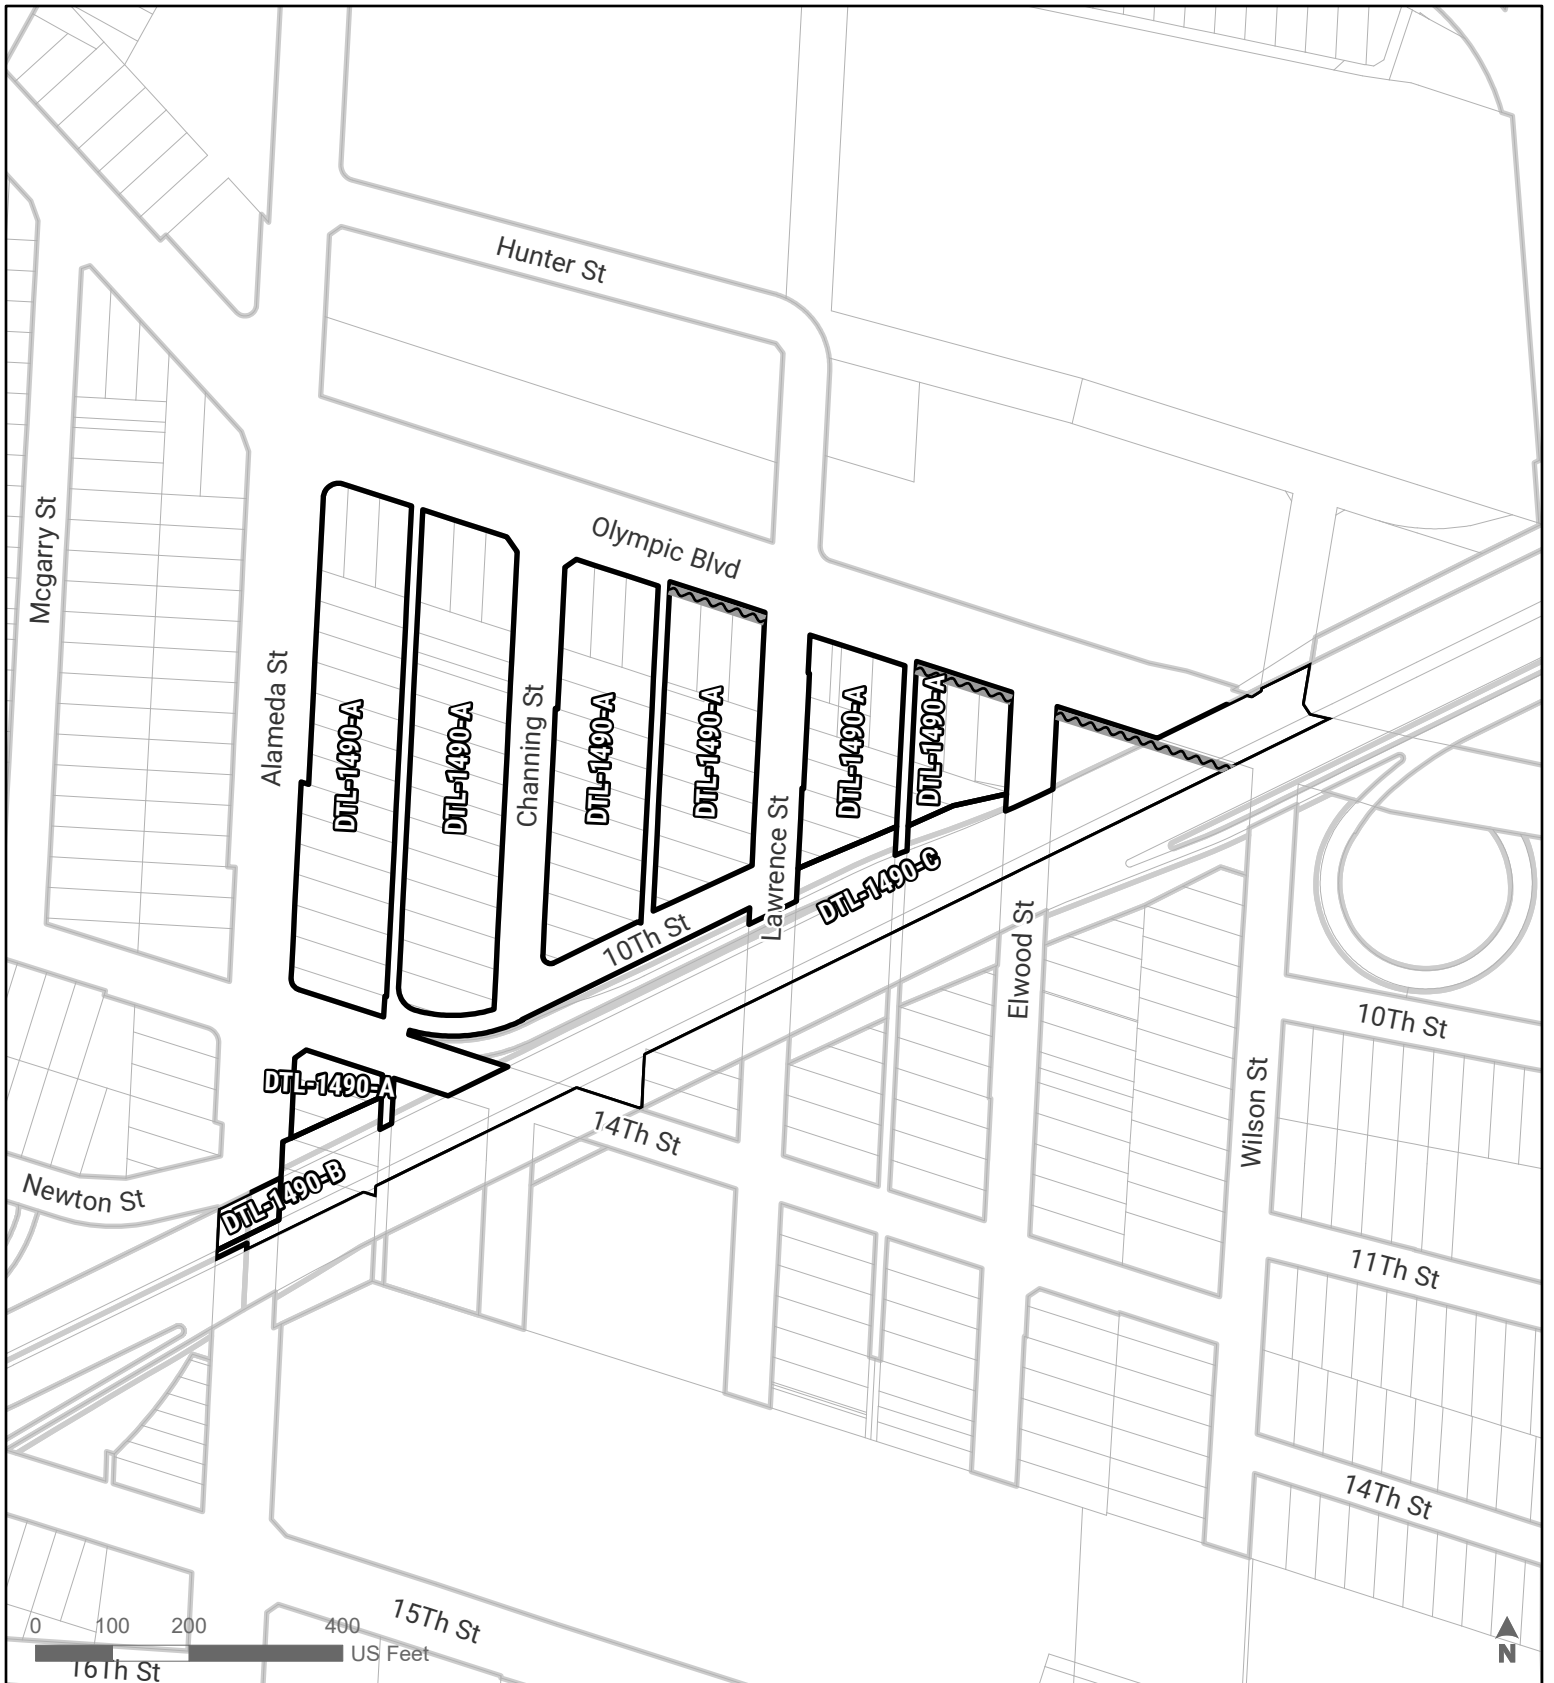 Hunter St
Olympic Blvd
Mcgarry St
Alameda St
Channing St
Lawrence St
DTL-1490-A
DTL-1490-A
DTL-1490-A
DTL-1490-A
DTL-1490-A
DTL-1490-A
DTL-1490-C
10Th St
Elwood St
10Th St
DTL-1490-A
14Th St
Wilson St
Newton St
DTL-1490-B
11Th St
14Th St
15Th St
0 100 200 400
US Feet
16Th St
N